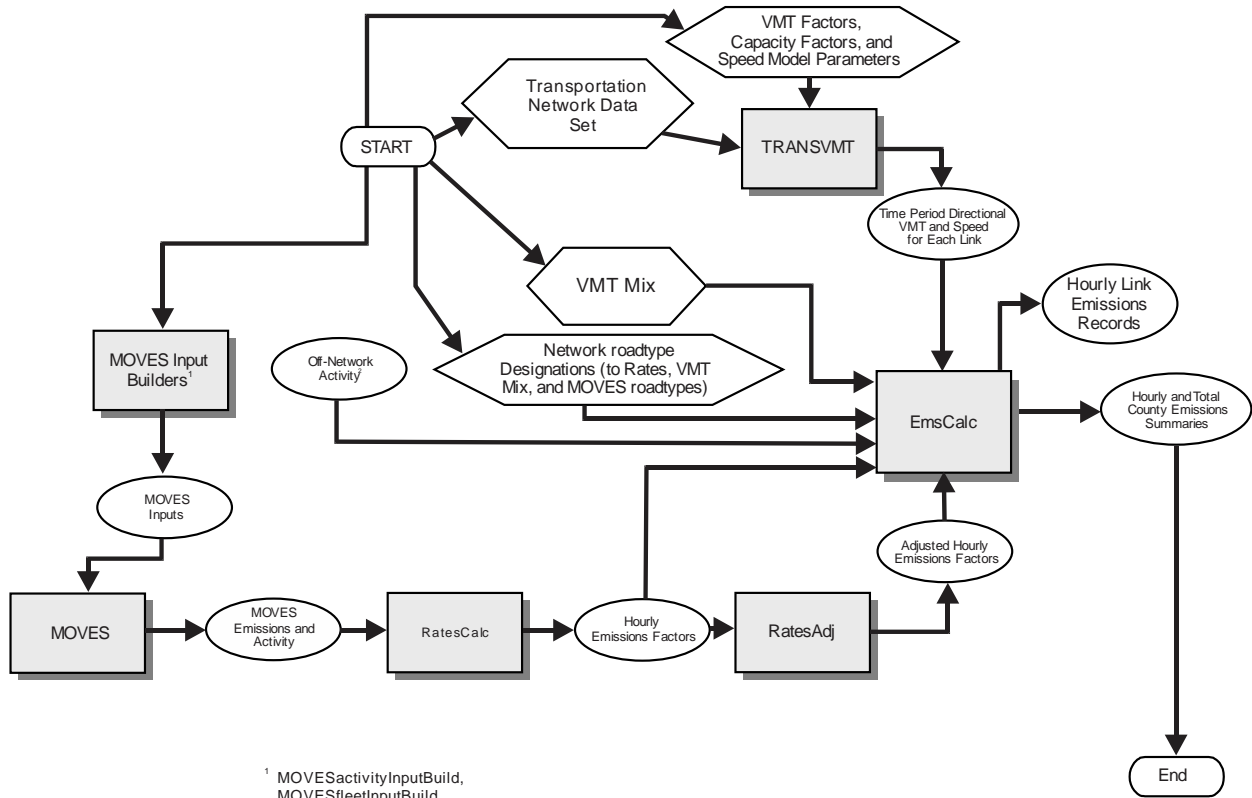 VMT Factors,
Capacity Factors, and
Speed Model Parameters
Transportation
Network Data
Set
START
TRANSVMT
Time Period Directional
VMT and Speed
for Each Link
VMT Mix
Hourly Link
Emissions
Records
MOVES Input
Builders¹
Off-Network
Activity²
Network roadtype
Designations (to Rates, VMT
Mix, and MOVES roadtypes)
EmsCalc
Hourly and Total
County Emissions
Summaries
MOVES
Inputs
Adjusted Hourly
Emissions Factors
MOVES
MOVES
Emissions and
Activity
RatesCalc
Hourly
Emissions Factors
RatesAdj
End
¹ MOVESactivityInputBuild,
MOVESfleetInputBuild